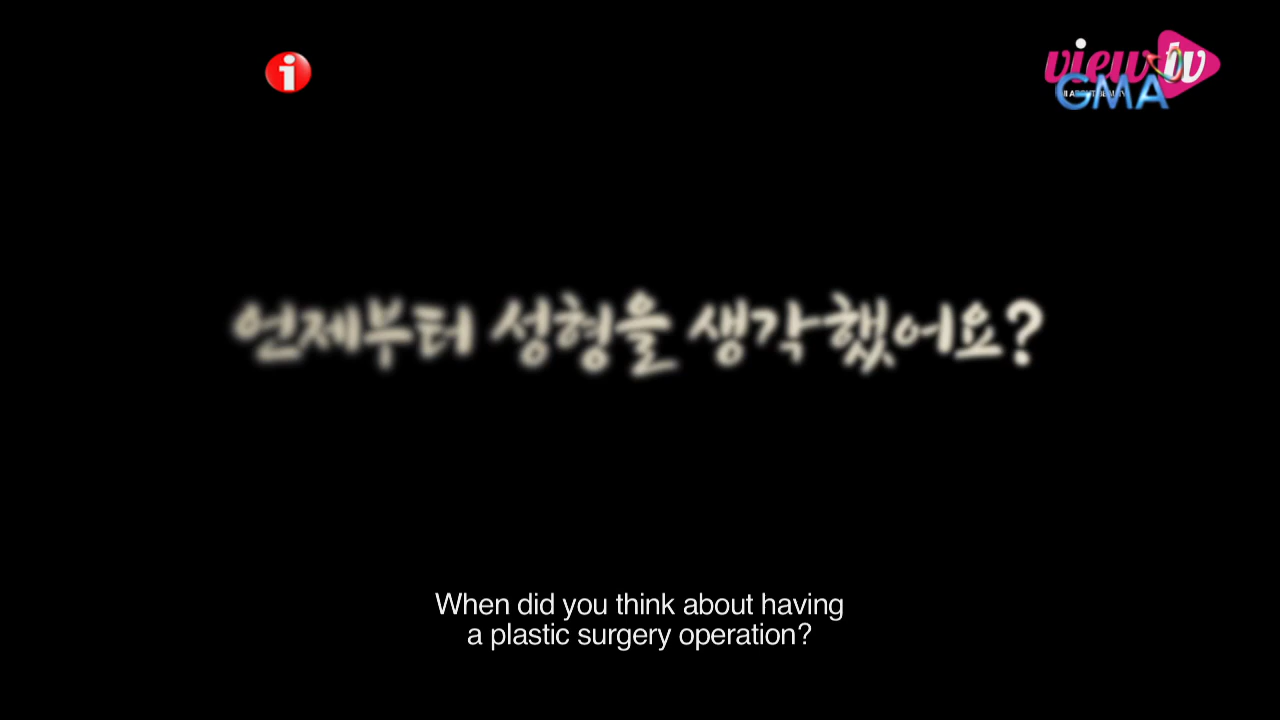 i
view tv
GMA
언제부터 성형을 생각했어요?
When did you think about having
a plastic surgery operation?